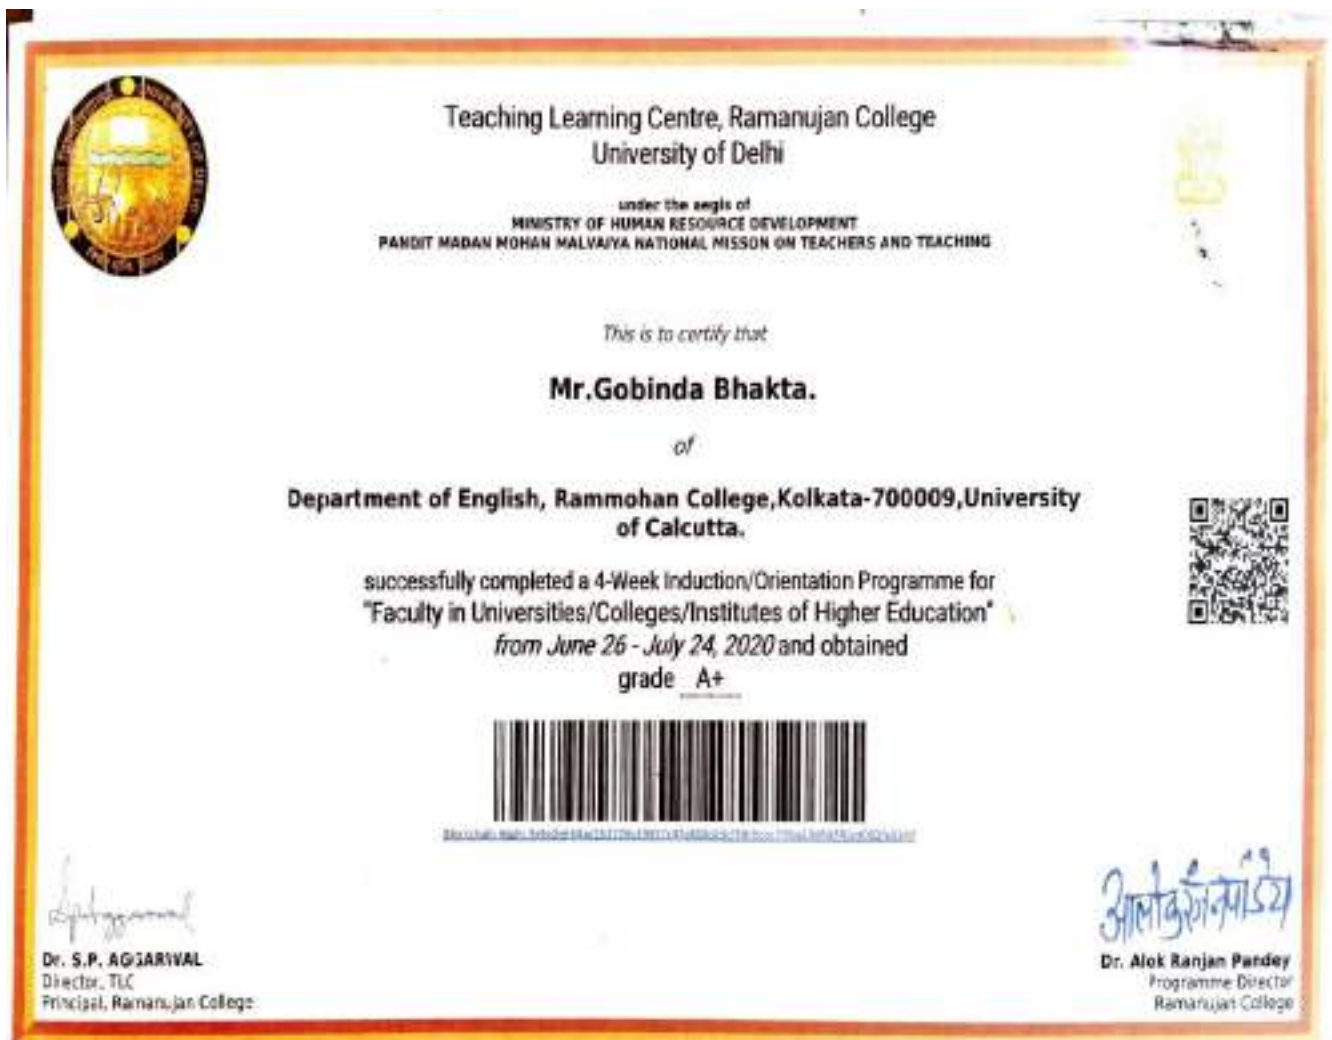 Teaching Learning Centre, Ramanujan College
University of Delhi
under the aegis of
MINISTRY OF HUMAN RESOURCE DEVELOPMENT
PANDIT MADAN MOHAN MALVAIYA NATIONAL MISSON ON TEACHERS AND TEACHING
This is to certify that
Mr.Gobinda Bhakta.
of
Department of English, Rammohan College,Kolkata-700009,University
of Calcutta.
successfully completed a 4-Week Induction/Orientation Programme for
"Faculty in Universities/Colleges/Institutes of Higher Education"
from June 26 - July 24, 2020 and obtained
grade A+
Dr. S.P. AGGARWAL
Director, TLC
Principal, Ramanujan College
आलोक रंजन पांडेय
Dr. Alok Ranjan Pandey
Programme Director
Ramanujan College